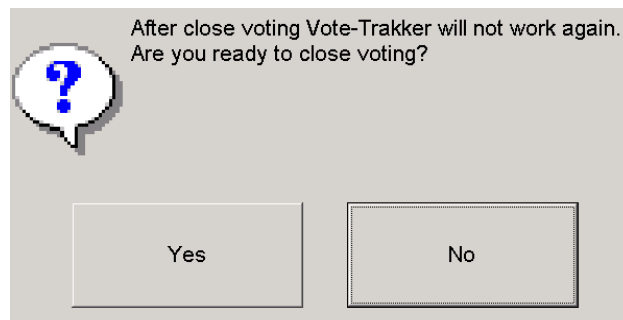 After close voting Vote-Trakker will not work again.
Are you ready to close voting?
?
Yes
No